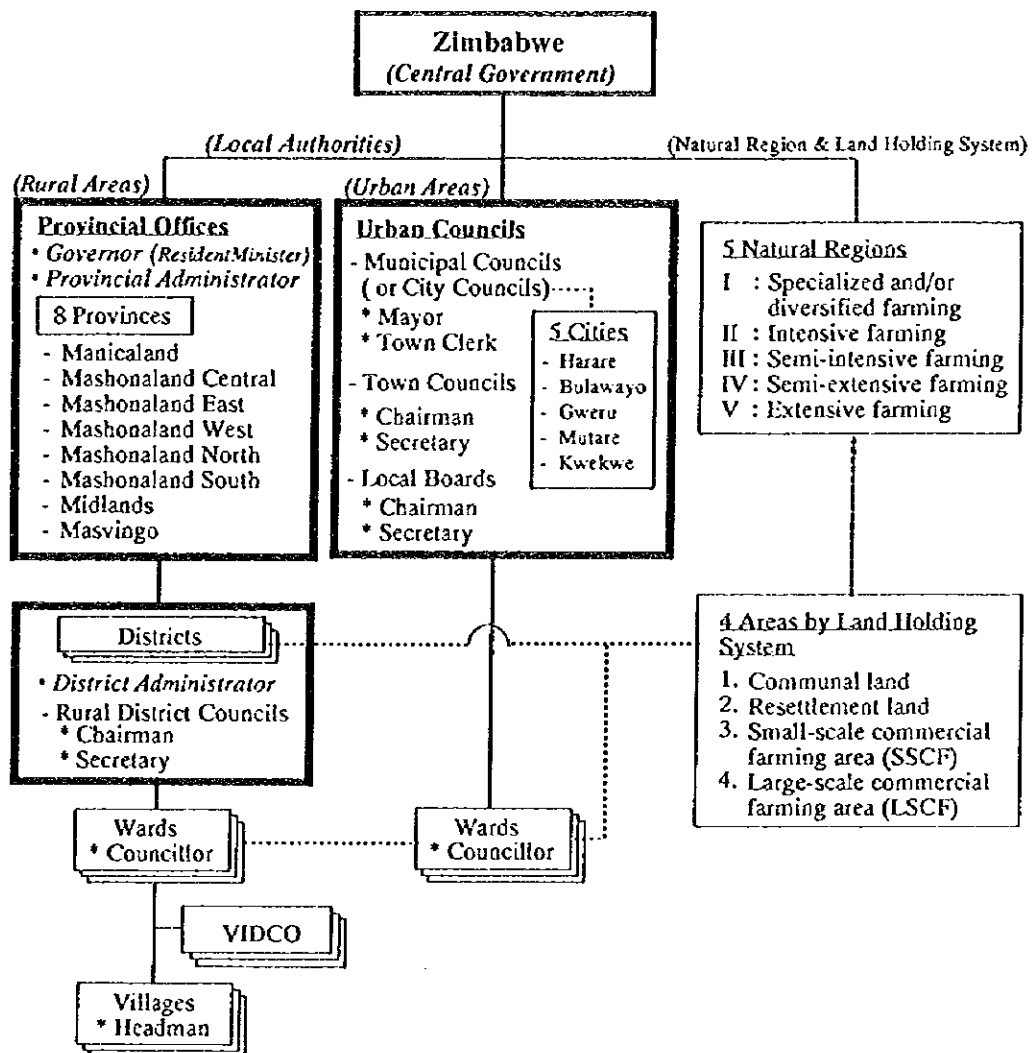 Zimbabwe
(Central Government)
(Local Authorities)
(Natural Region & Land Holding System)
(Rural Areas)
Provincial Offices
* Governor (ResidentMinister)
* Provincial Administrator
8 Provinces
- Manicaland
- Mashonaland Central
- Mashonaland East
- Mashonaland West
- Mashonaland North
- Mashonaland South
- Midlands
- Masvingo
(Urban Areas)
Urban Councils
- Municipal Councils
( or City Councils)
* Mayor
* Town Clerk
- Town Councils
* Chairman
* Secretary
- Local Boards
* Chairman
* Secretary
5 Cities
- Harare
- Bulawayo
- Gweru
- Mutare
- Kwekwe
5 Natural Regions
I : Specialized and/or
diversified farming
II : Intensive farming
III : Semi-intensive farming
IV : Semi-extensive farming
V : Extensive farming
Districts
* District Administrator
- Rural District Councils
* Chairman
* Secretary
4 Areas by Land Holding
System
1. Communal land
2. Resettlement land
3. Small-scale commercial
farming area (SSCF)
4. Large-scale commercial
farming area (LSCF)
Wards
* Councillor
Wards
* Councillor
VIDCO
Villages
* Headman